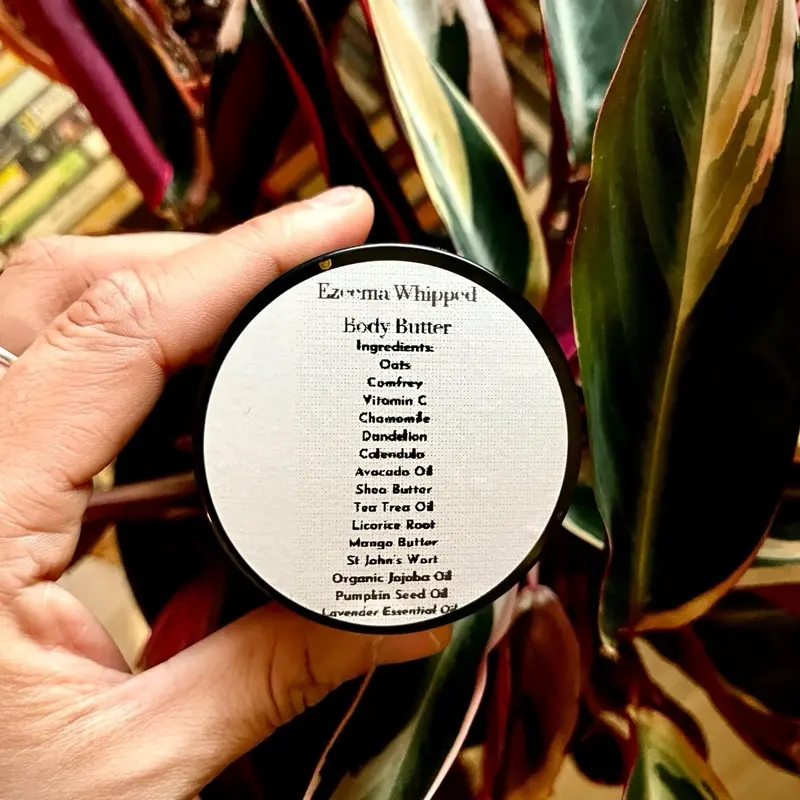 Ezeema Whipped
Body Butter
Ingredients:
Oats
Comfrey
Vitamin C
Chamomile
Dandelion
Calendula
Avocado Oil
Shea Butter
Tea Tree Oil
Licorice Root
Mango Butter
St John's Wort
Organic Jojoba Oil
Pumpkin Seed Oil
Lavender Essential Oil